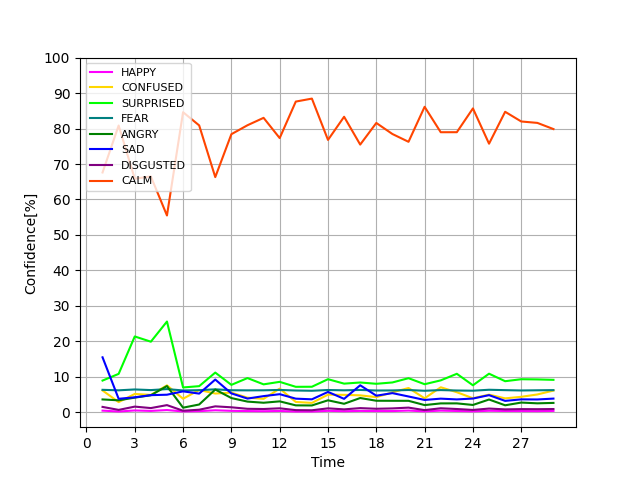 100
90
80
70
60
50
40
30
20
10
0
Confidence[%]
HAPPY
CONFUSED
SURPRISED
FEAR
ANGRY
SAD
DISGUSTED
CALM
0 3 6 9 12 15 18 21 24 27
Time